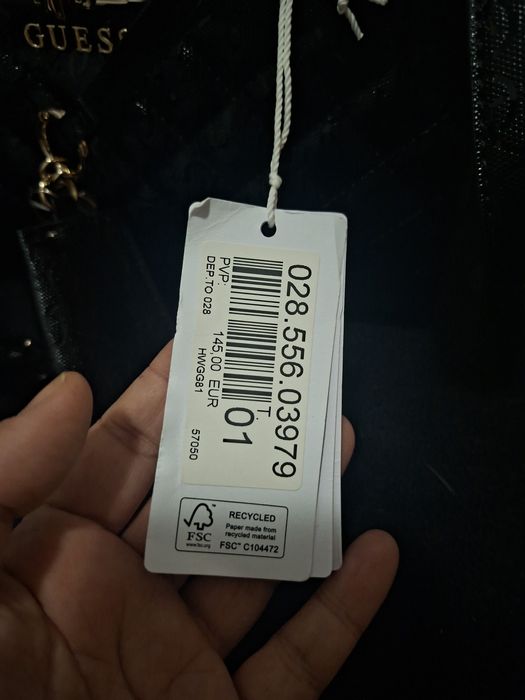 GUESS
028.556.03979
T.
01
PVP: 145,00 EUR
DEP.TO 028 HWGG81 57050
RECYCLED
Paper made from
recycled material
FSC™ C104472
FSC
www.fsc.org